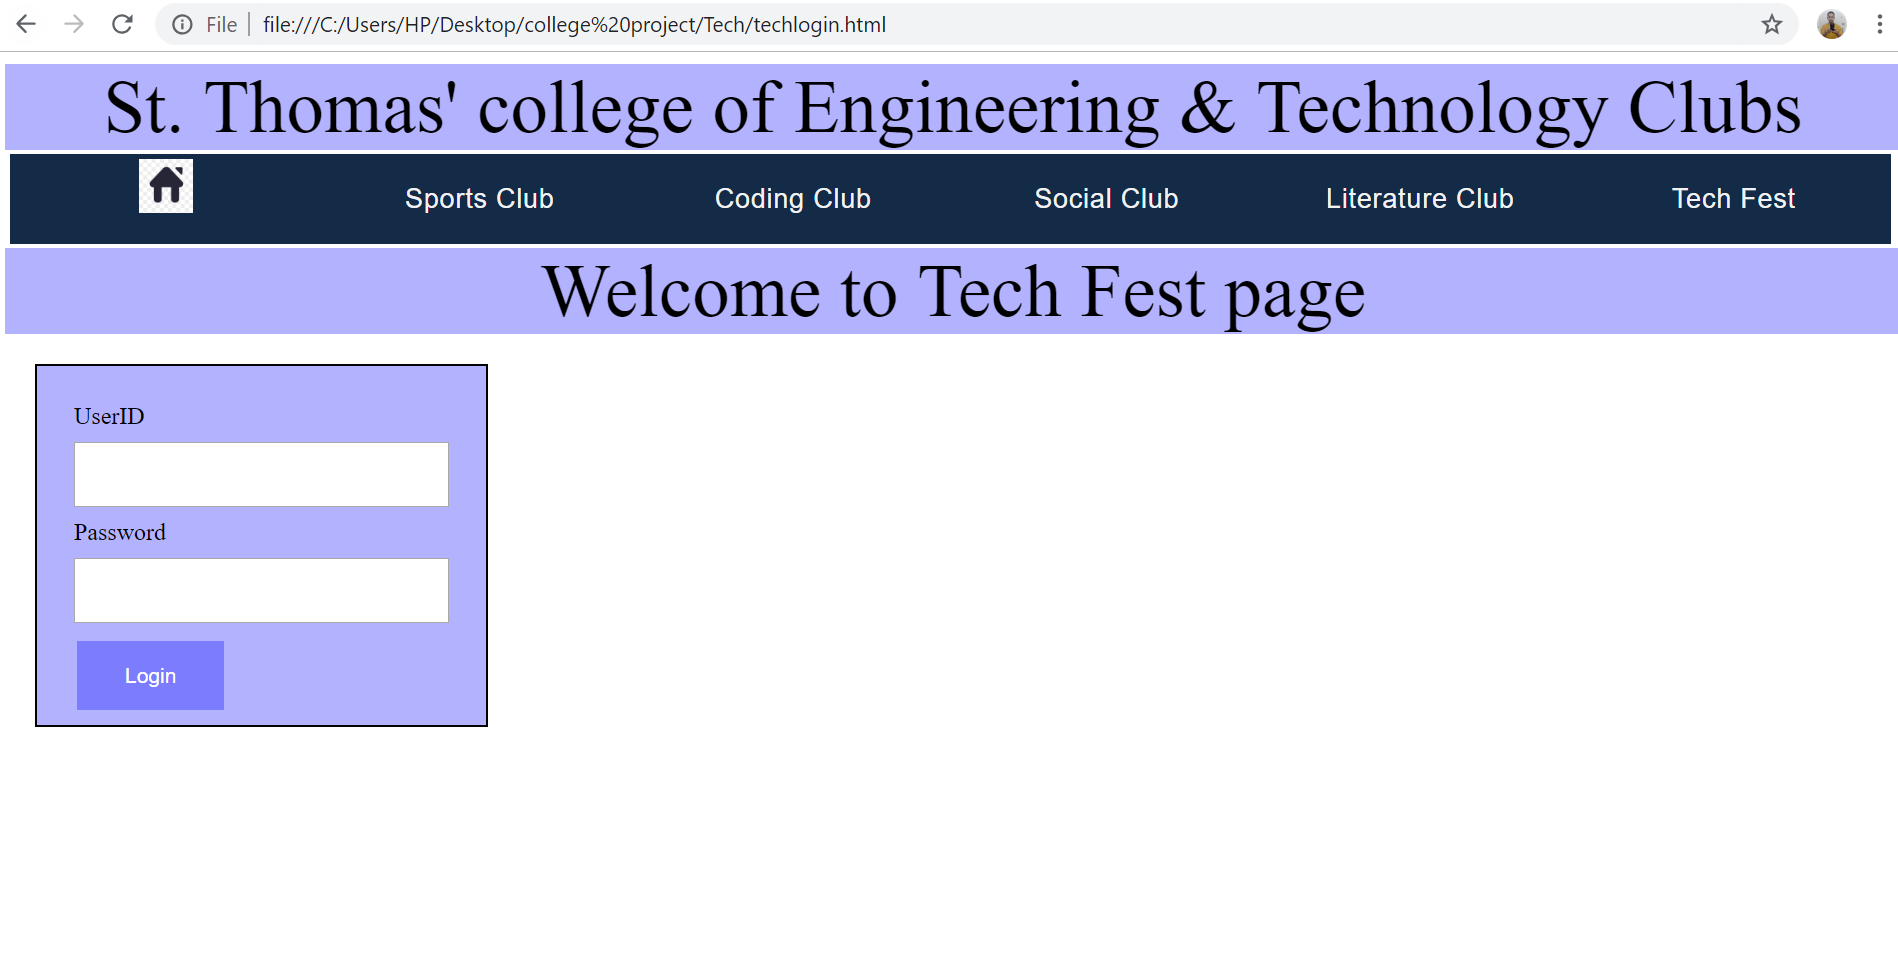 File file:///C:/Users/HP/Desktop/college%20project/Tech/techlogin.html
St. Thomas' college of Engineering & Technology Clubs
Sports Club Coding Club Social Club Literature Club Tech Fest
Welcome to Tech Fest page
UserID
Password
Login